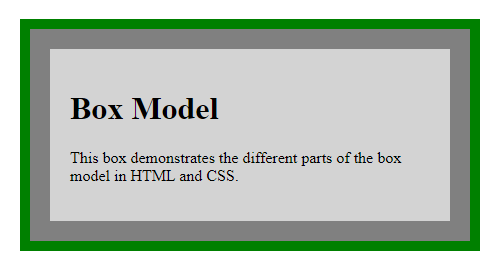 Box Model
This box demonstrates the different parts of the box
model in HTML and CSS.